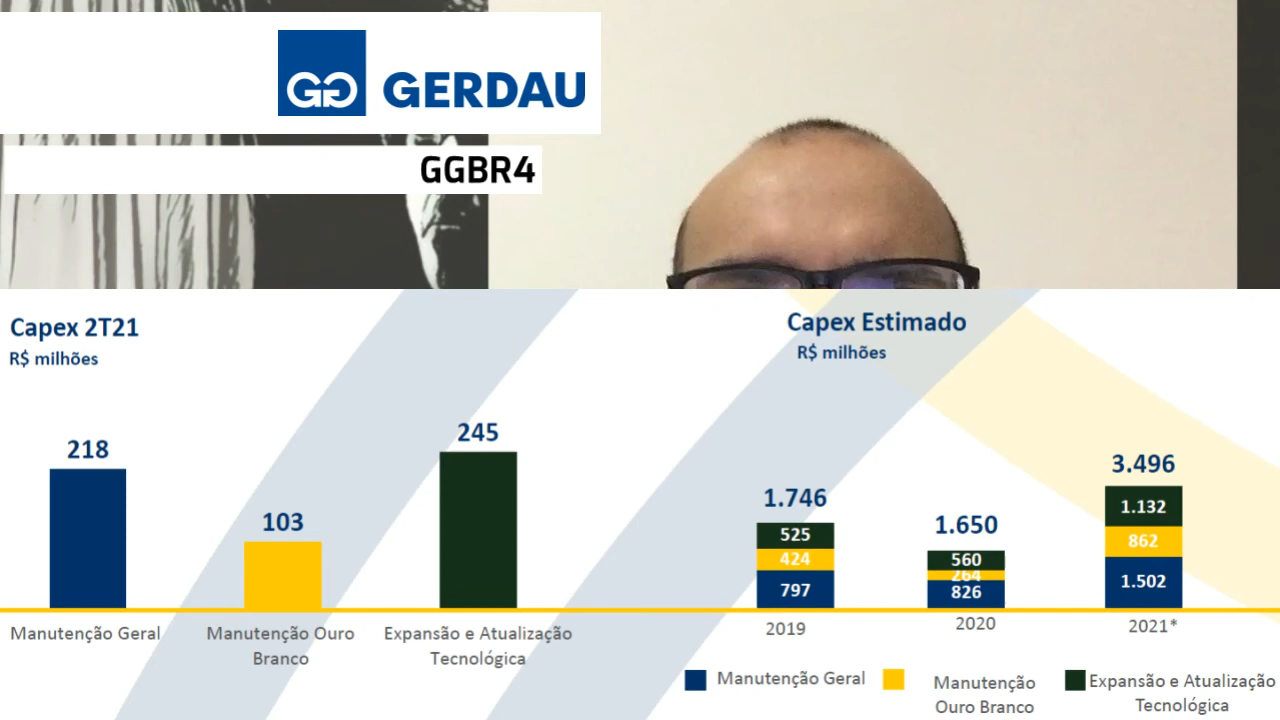 GG GERDAU
GGBR4
Capex 2T21
R$ milhões
218
103
245
Manutenção Geral
Manutenção Ouro
Branco
Expansão e Atualização
Tecnológica
Capex Estimado
R$ milhões
1.746
525
424
797
1.650
560
264
826
3.496
1.132
862
1.502
2019
2020
2021*
Manutenção Geral
Manutenção
Ouro Branco
Expansão e Atualização
Tecnológica